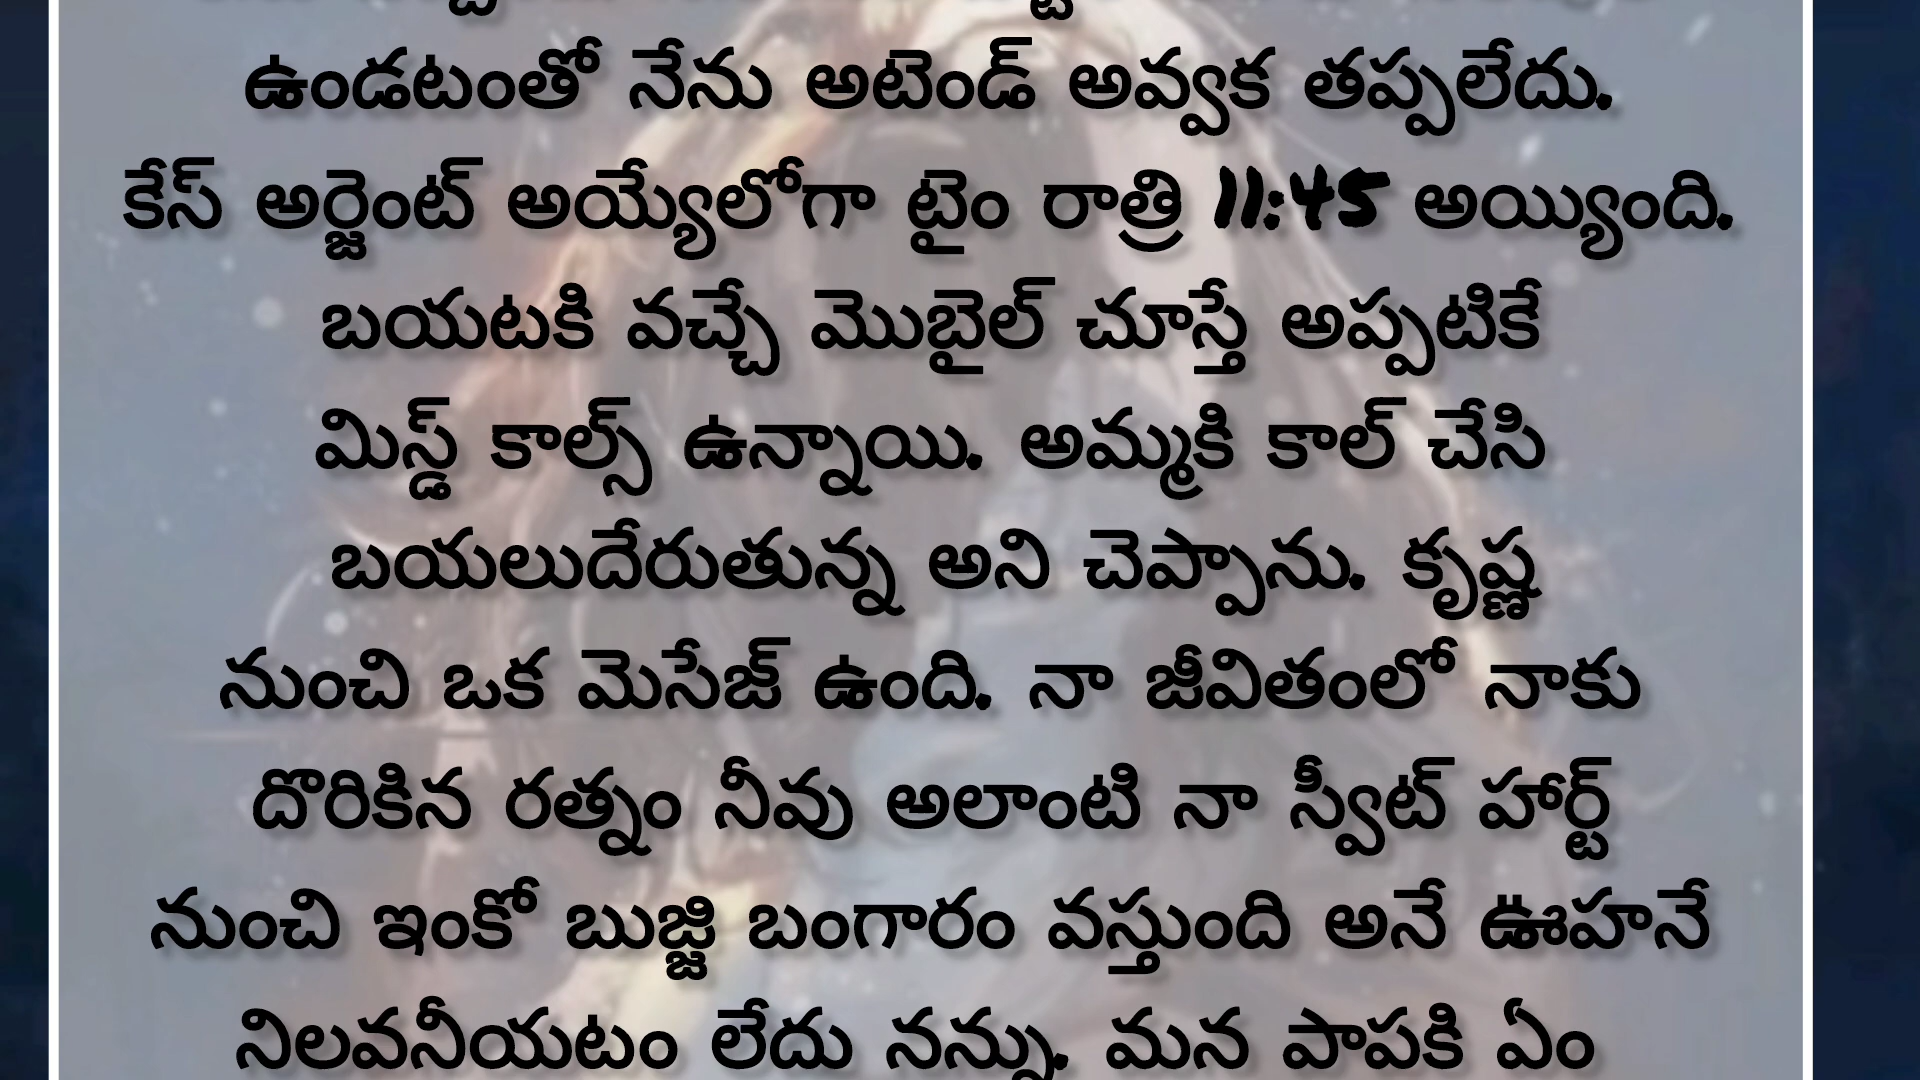 ఉండటంతో నేను అటెండ్ అవ్వక తప్పలేదు.
కేస్ అర్జెంట్ అయ్యేలోగా టైం రాత్రి 11:45 అయ్యింది.
బయటకి వచ్చే మొబైల్ చూస్తే అప్పటికే
మిస్డ్ కాల్స్ ఉన్నాయి. అమ్మకి కాల్ చేసి
బయలుదేరుతున్న అని చెప్పాను. కృష్ణ
నుంచి ఒక మెసేజ్ ఉంది. నా జీవితంలో నాకు
దొరికిన రత్నం నీవు అలాంటి నా స్వీట్ హార్ట్
నుంచి ఇంకో బుజ్జి బంగారం వస్తుంది అనే ఊహనే
నిలవనీయటం లేదు నన్ను. మన పాపకి ఏం